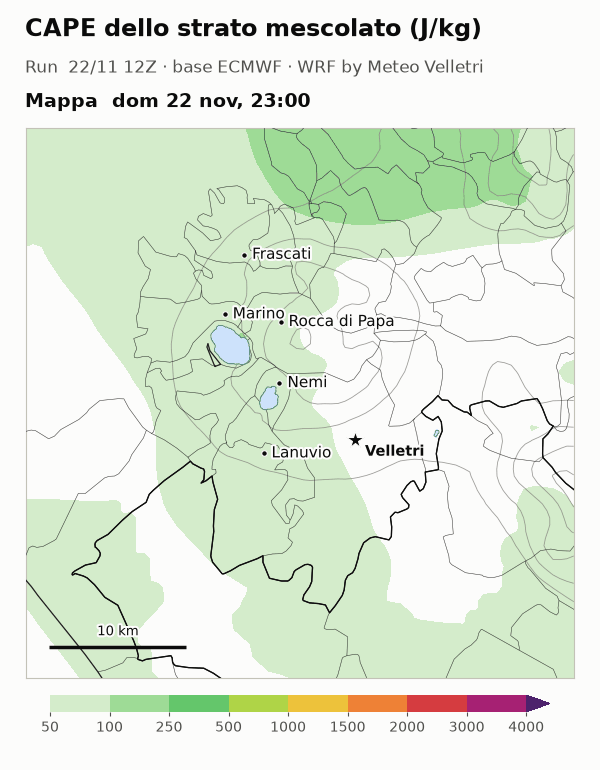 CAPE dello strato mescolato (J/kg)
Run  22/11 12Z · base ECMWF · WRF by Meteo Velletri
Mappa  dom 22 nov, 23:00
Frascati
Marino
Rocca di Papa
Nemi
Velletri
Lanuvio
10 km
50 100 250 500 1000 1500 2000 3000 4000